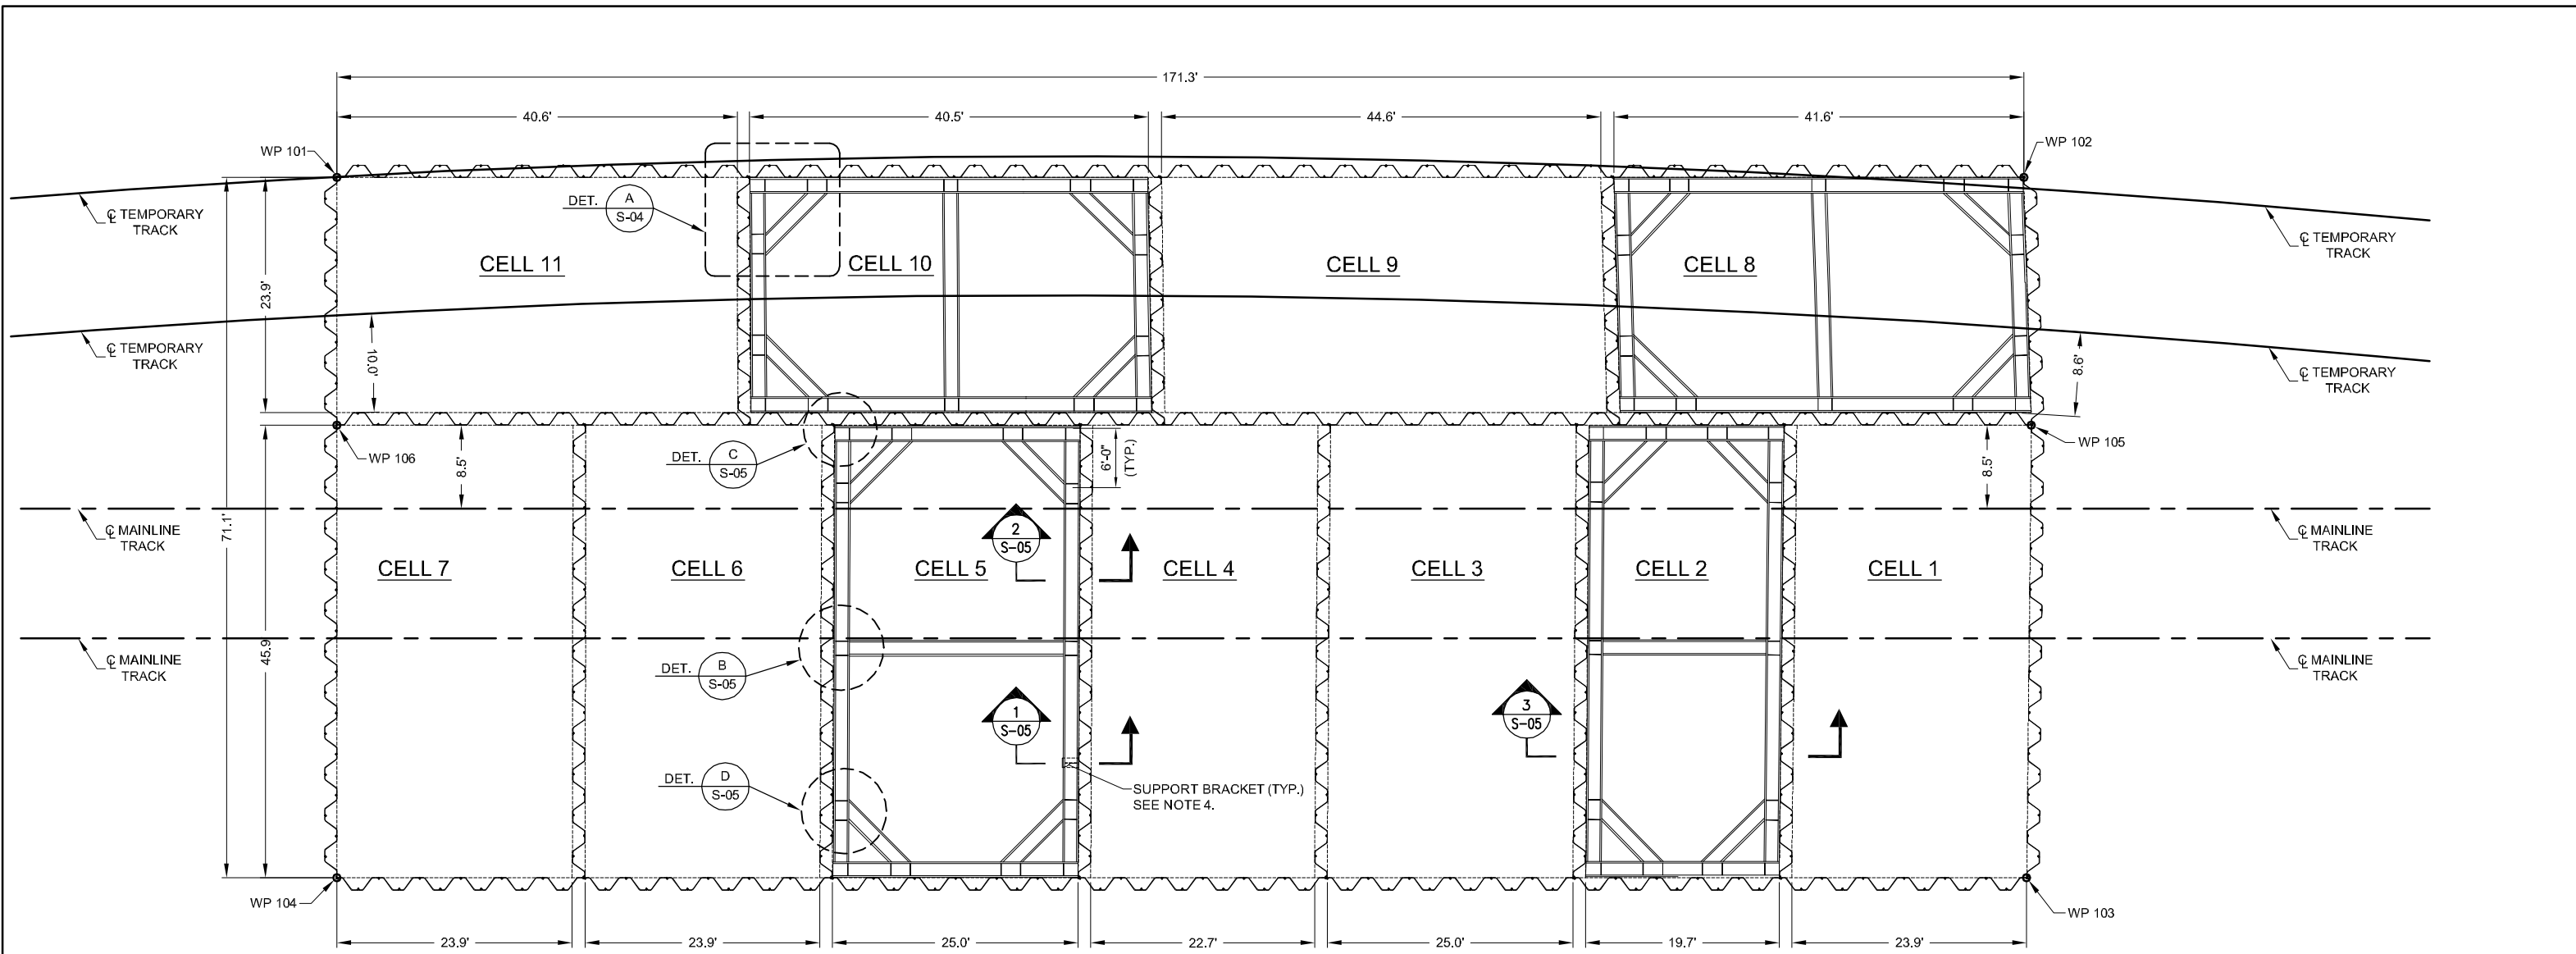 171.3'
40.6'
40.5'
44.6'
41.6'
WP 101
WP 102
DET. A
S-04
℄ TEMPORARY
TRACK
℄ TEMPORARY
TRACK
CELL 11
CELL 10
CELL 9
CELL 8
23.9'
℄ TEMPORARY
TRACK
10.0'
8.6'
℄ TEMPORARY
TRACK
WP 106
WP 105
8.5'
DET. C
S-05
6'-0"
(TYP.)
8.5'
℄ MAINLINE
TRACK
71.1'
2
S-05
℄ MAINLINE
TRACK
CELL 7
CELL 6
CELL 5
CELL 4
CELL 3
CELL 2
CELL 1
45.9'
℄ MAINLINE
TRACK
DET. B
S-05
℄ MAINLINE
TRACK
1
S-05
3
S-05
DET. D
S-05
SUPPORT BRACKET (TYP.)
SEE NOTE 4.
WP 104
WP 103
23.9'
23.9'
25.0'
22.7'
25.0'
19.7'
23.9'